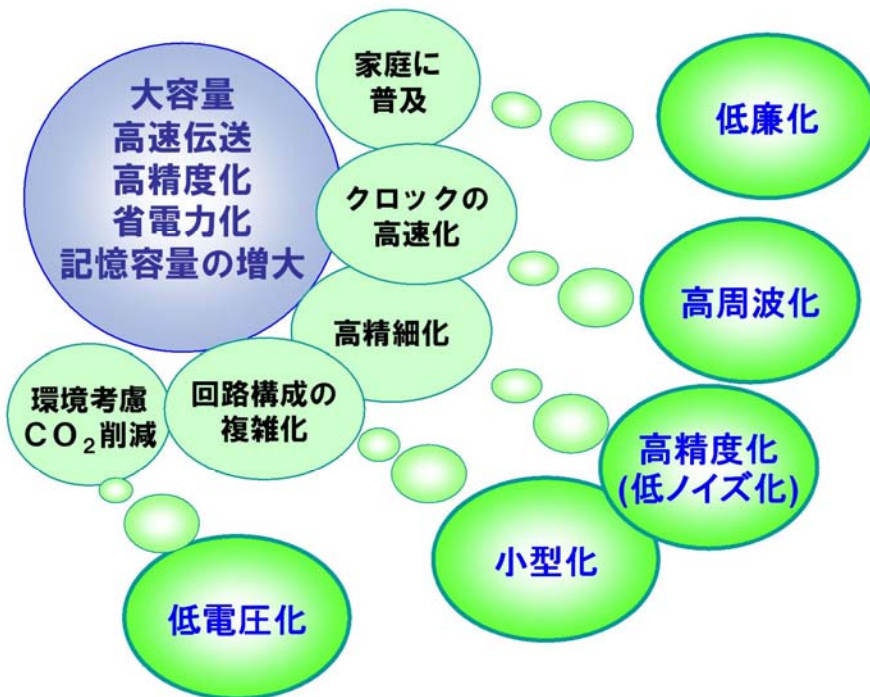 大容量
高速伝送
高精度化
省電力化
記憶容量の増大
家庭に
普及
クロックの
高速化
高精細化
回路構成の
複雑化
環境考慮
CO₂削減
低廉化
高周波化
高精度化
(低ノイズ化)
小型化
低電圧化